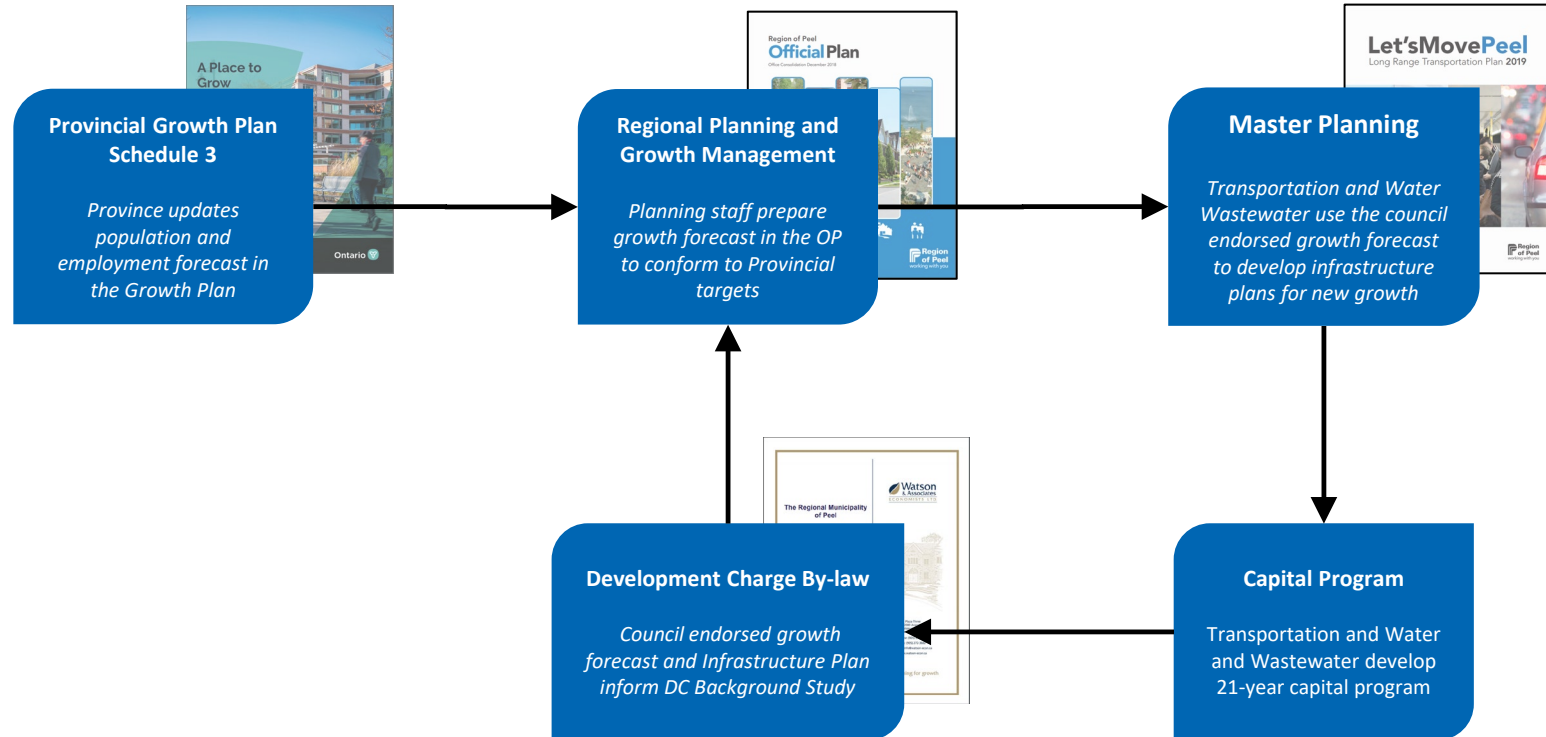 A Place to
Grow
Ontario
Provincial Growth Plan
Schedule 3
Province updates
population and
employment forecast in
the Growth Plan
Region of Peel
Official Plan
Office Consolidation December 2018
Region
of Peel
working with you
Regional Planning and
Growth Management
Planning staff prepare
growth forecast in the OP
to conform to Provincial
targets
Let'sMovePeel
Long Range Transportation Plan 2019
Region
of Peel
working with you
Master Planning
Transportation and Water
Wastewater use the council
endorsed growth forecast
to develop infrastructure
plans for new growth
The Regional Municipality
of Peel
Watson
& Associates
ECONOMISTS LTD.
ing for growth
Development Charge By-law
Council endorsed growth
forecast and Infrastructure Plan
inform DC Background Study
Capital Program
Transportation and Water
and Wastewater develop
21-year capital program